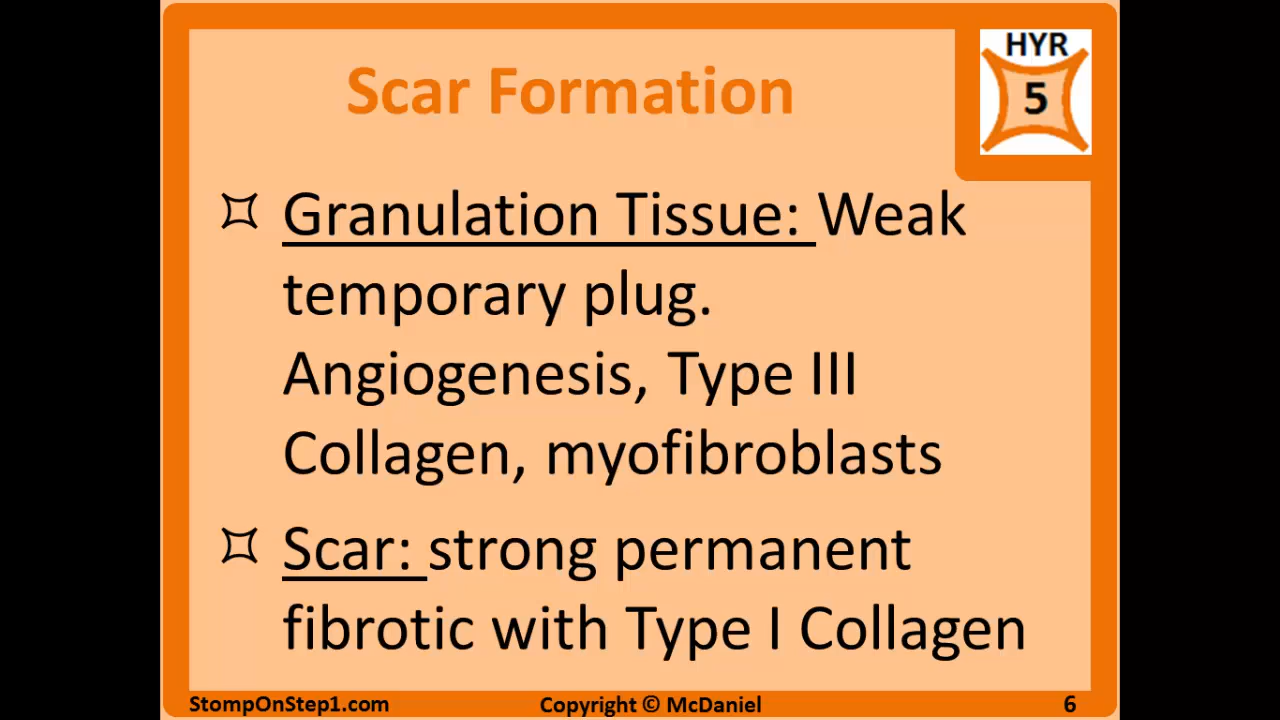 HYR
Scar Formation
5
Granulation Tissue: Weak
temporary plug.
Angiogenesis, Type III
Collagen, myofibroblasts
Scar: strong permanent
fibrotic with Type I Collagen
StompOnStep1.com
Copyright © McDaniel
6